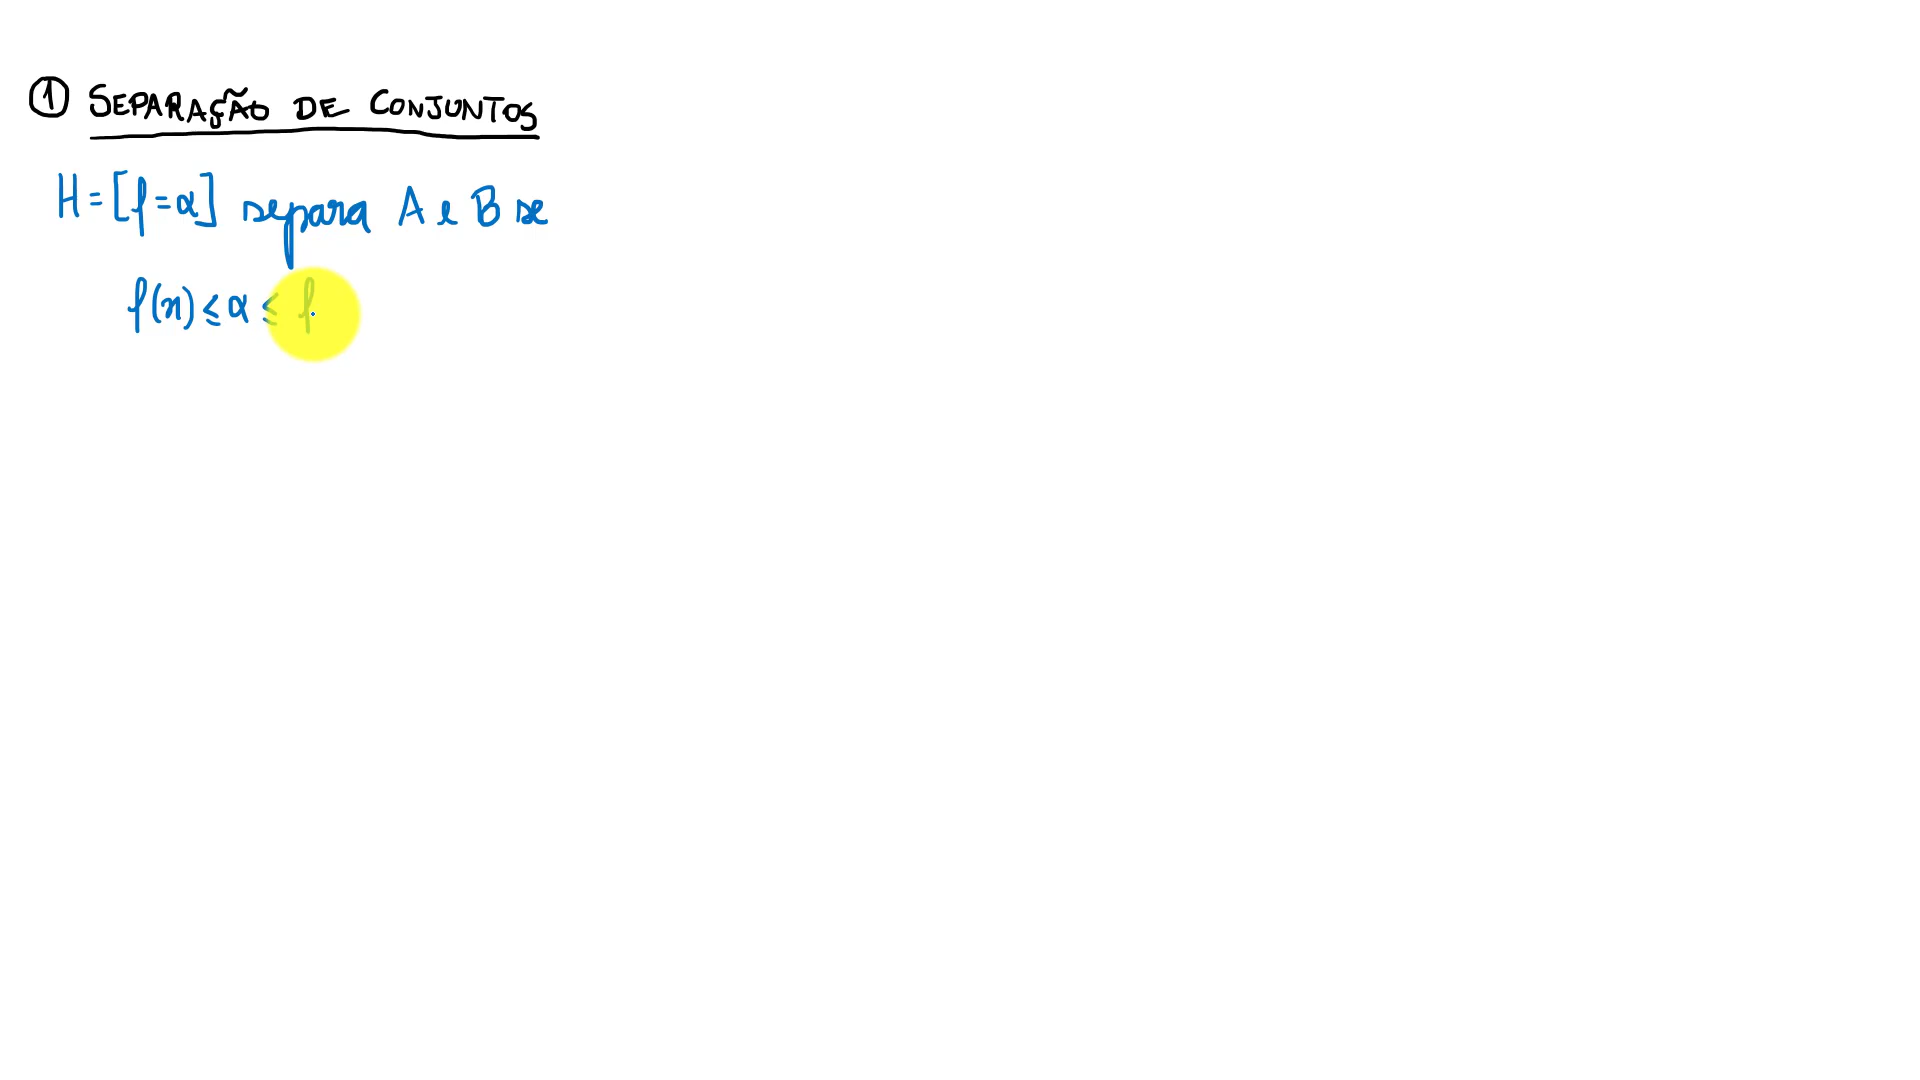 ① SEPARAÇÃO DE CONJUNTOS
H = [f = α] separa A e B se
f(x) ≤ α ≤ f